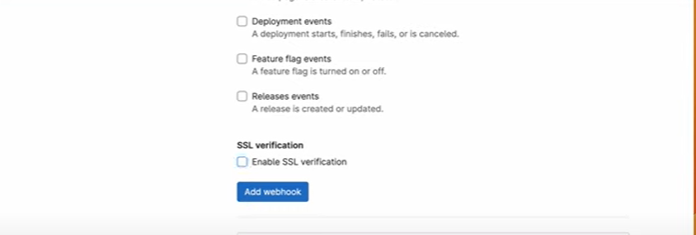 Deployment events
A deployment starts, finishes, fails, or is canceled.
Feature flag events
A feature flag is turned on or off.
Releases events
A release is created or updated.
SSL verification
Enable SSL verification
Add webhook